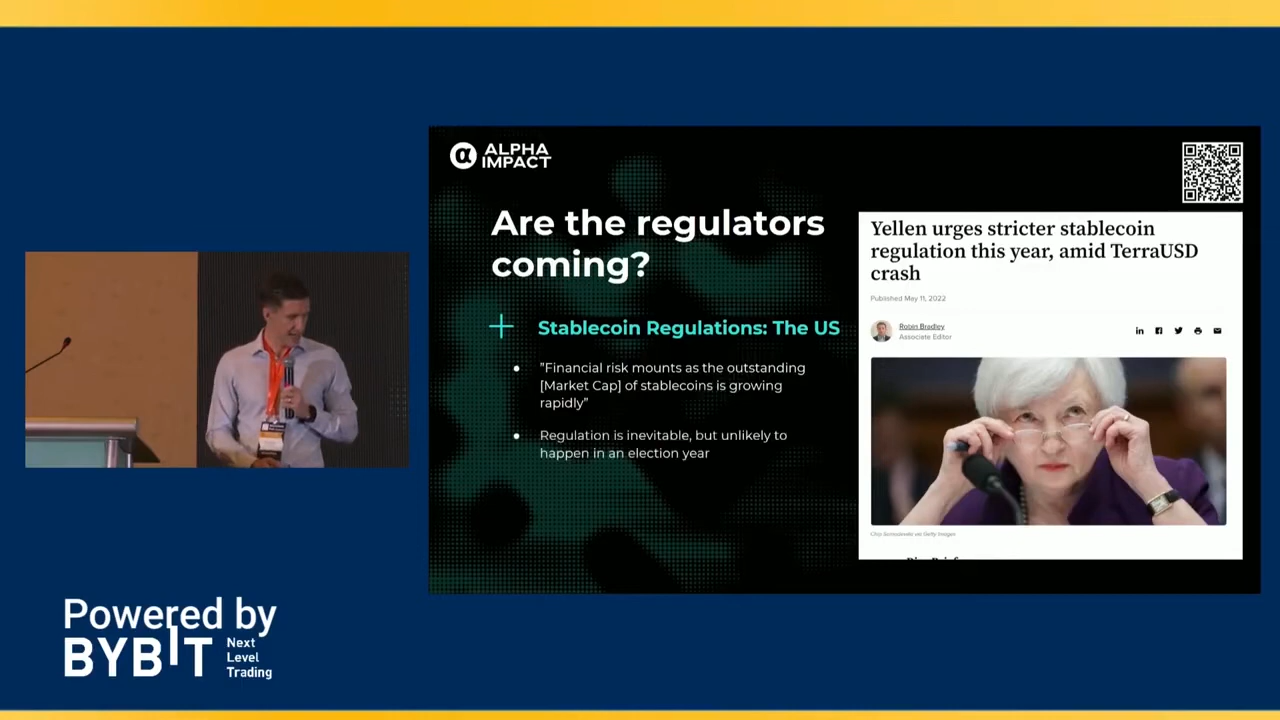 ALPHA
IMPACT
Are the regulators
coming?
Stablecoin Regulations: The US
"Financial risk mounts as the outstanding
[Market Cap] of stablecoins is growing
rapidly"
Regulation is inevitable, but unlikely to
happen in an election year
Yellen urges stricter stablecoin
regulation this year, amid TerraUSD
crash
Published May 11, 2022
Robin Bradley
Associate Editor
Powered by
BYBIT
Next
Level
Trading